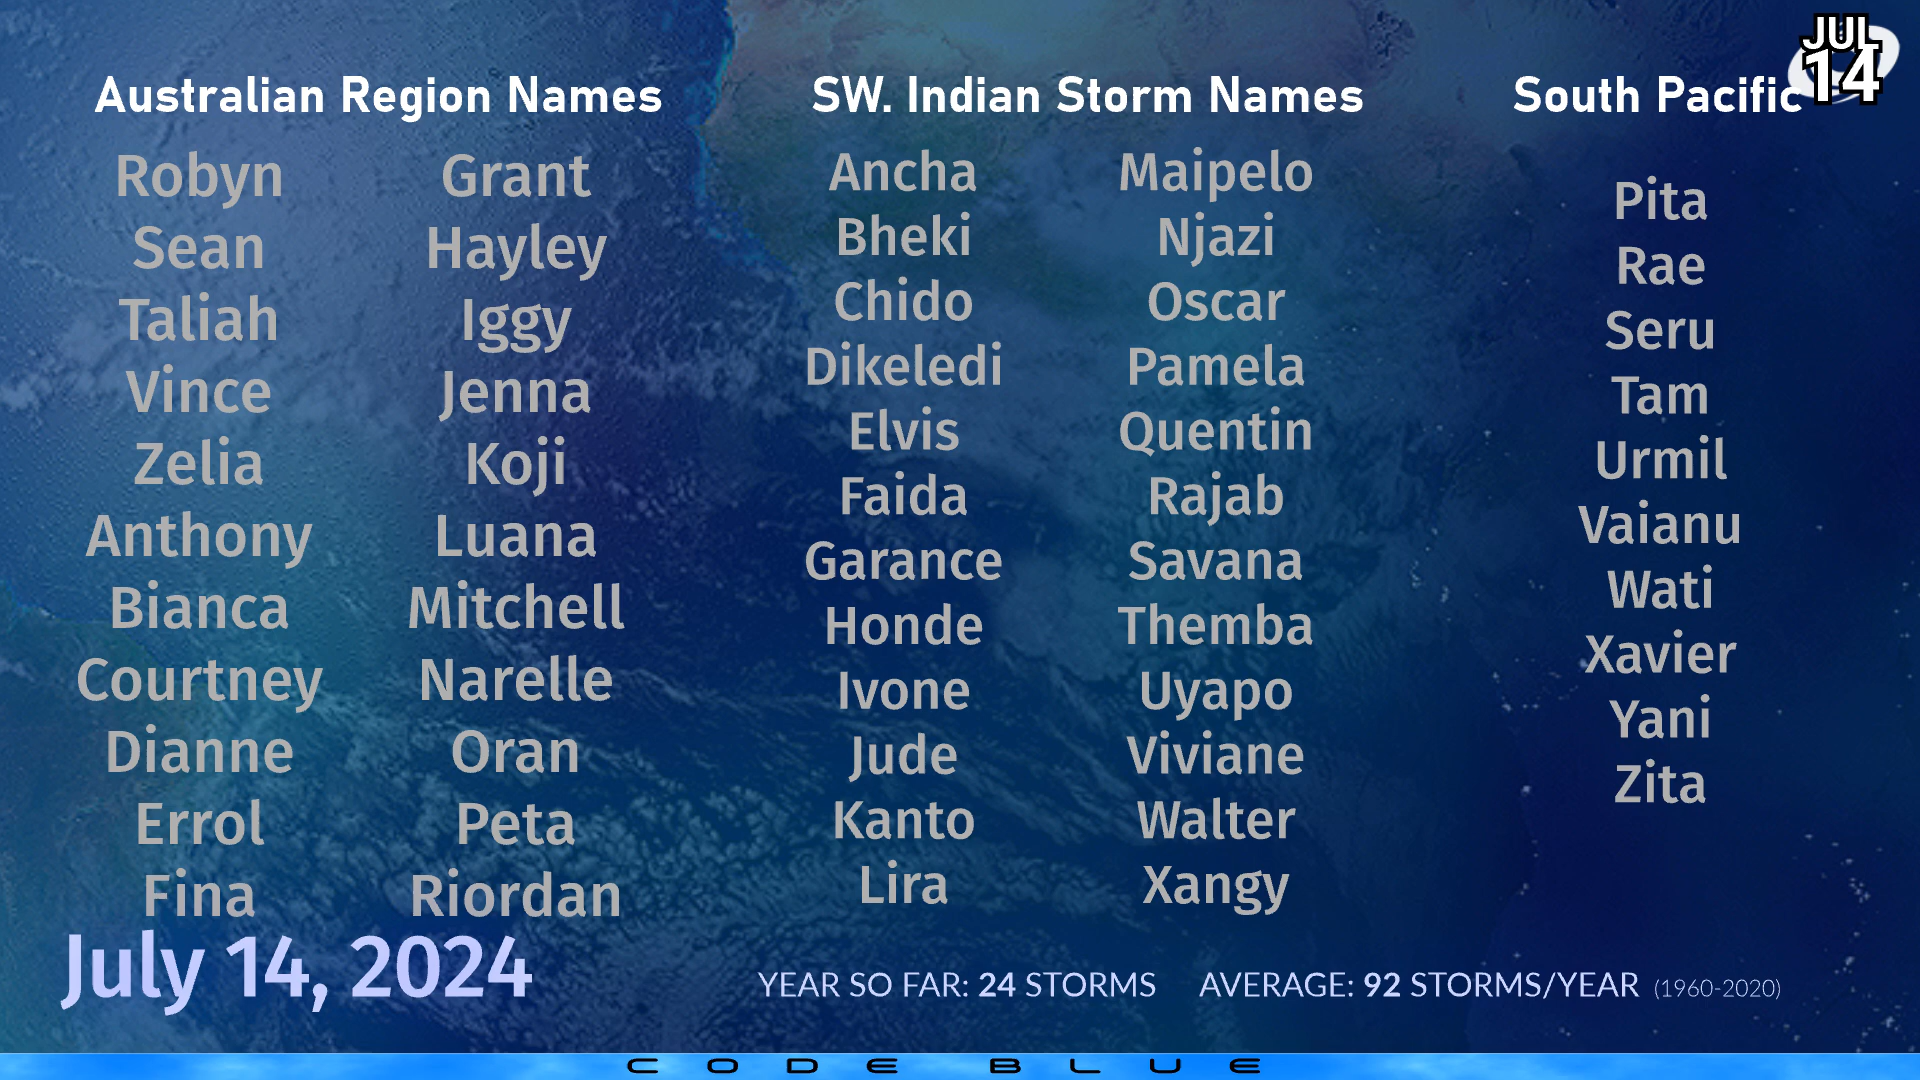 JUL
14
Australian Region Names
Robyn
Sean
Taliah
Vince
Zelia
Anthony
Bianca
Courtney
Dianne
Errol
Fina
Grant
Hayley
Iggy
Jenna
Koji
Luana
Mitchell
Narelle
Oran
Peta
Riordan
SW. Indian Storm Names
Ancha
Bheki
Chido
Dikeledi
Elvis
Faida
Garance
Honde
Ivone
Jude
Kanto
Lira
Maipelo
Njazi
Oscar
Pamela
Quentin
Rajab
Savana
Themba
Uyapo
Viviane
Walter
Xangy
South Pacific
Pita
Rae
Seru
Tam
Urmil
Vaianu
Wati
Xavier
Yani
Zita
July 14, 2024
YEAR SO FAR: 24 STORMS AVERAGE: 92 STORMS/YEAR (1960-2020)
CODE BLUE